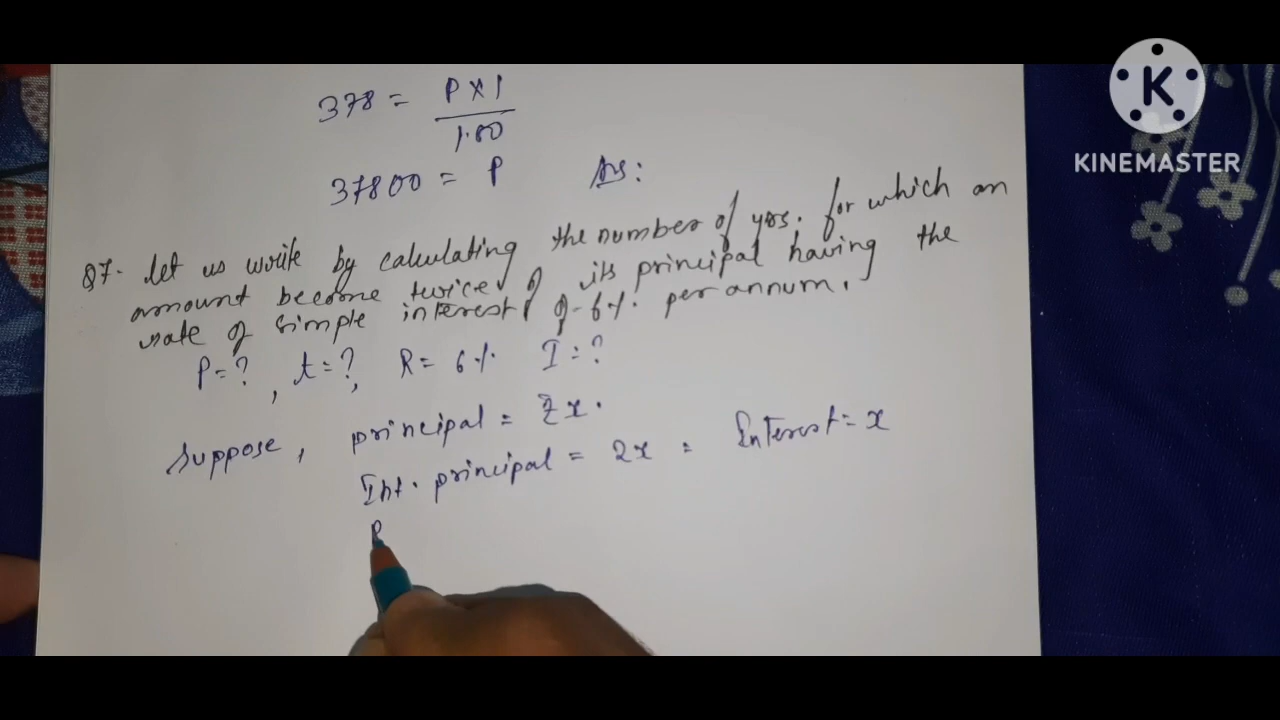 378 = P x 1
1.80
37800 = P Ans:
Q7. let us write by calculating the number of yrs. for which an
amount become twice of its principal having the
rate of simple interest of 6%. per annum.
P = ?, t = ?, R = 6% I = ?
Suppose, principal = x.
Int. principal = 2x = Interest = x
P
K
KINEMASTER